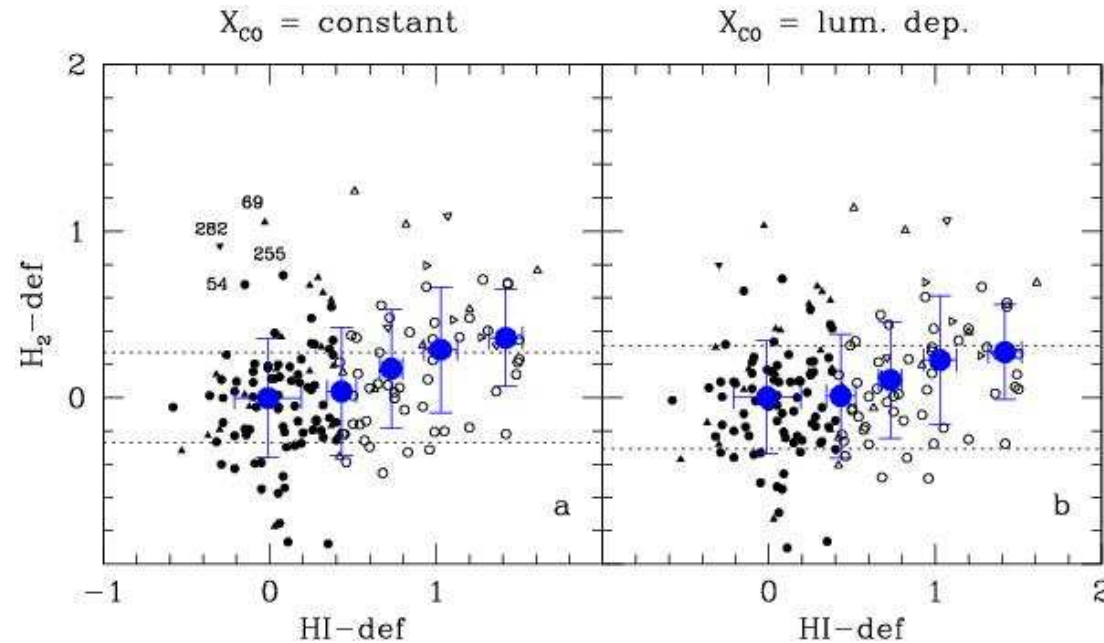 X_CO = constant
X_CO = lum. dep.
2
1
0
-1
0
1
0
1
2
H₂-def
HI-def
HI-def
69
282
255
54
a
b